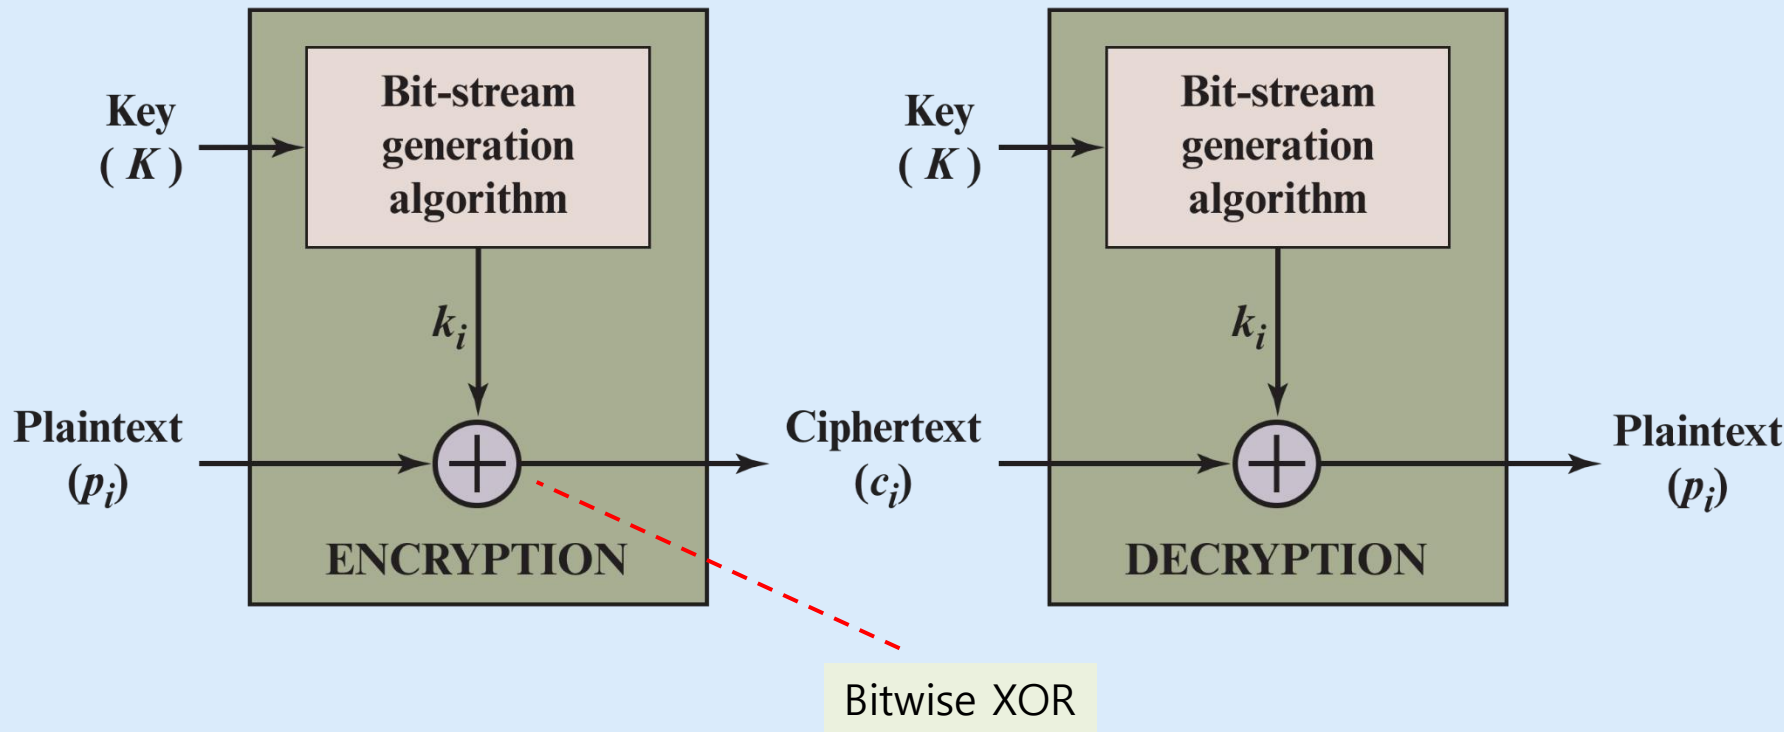 Key
( K )
Bit-stream
generation
algorithm
k_i
Plaintext
(p_i)
ENCRYPTION
Ciphertext
(c_i)
Key
( K )
Bit-stream
generation
algorithm
k_i
DECRYPTION
Plaintext
(p_i)
Bitwise XOR